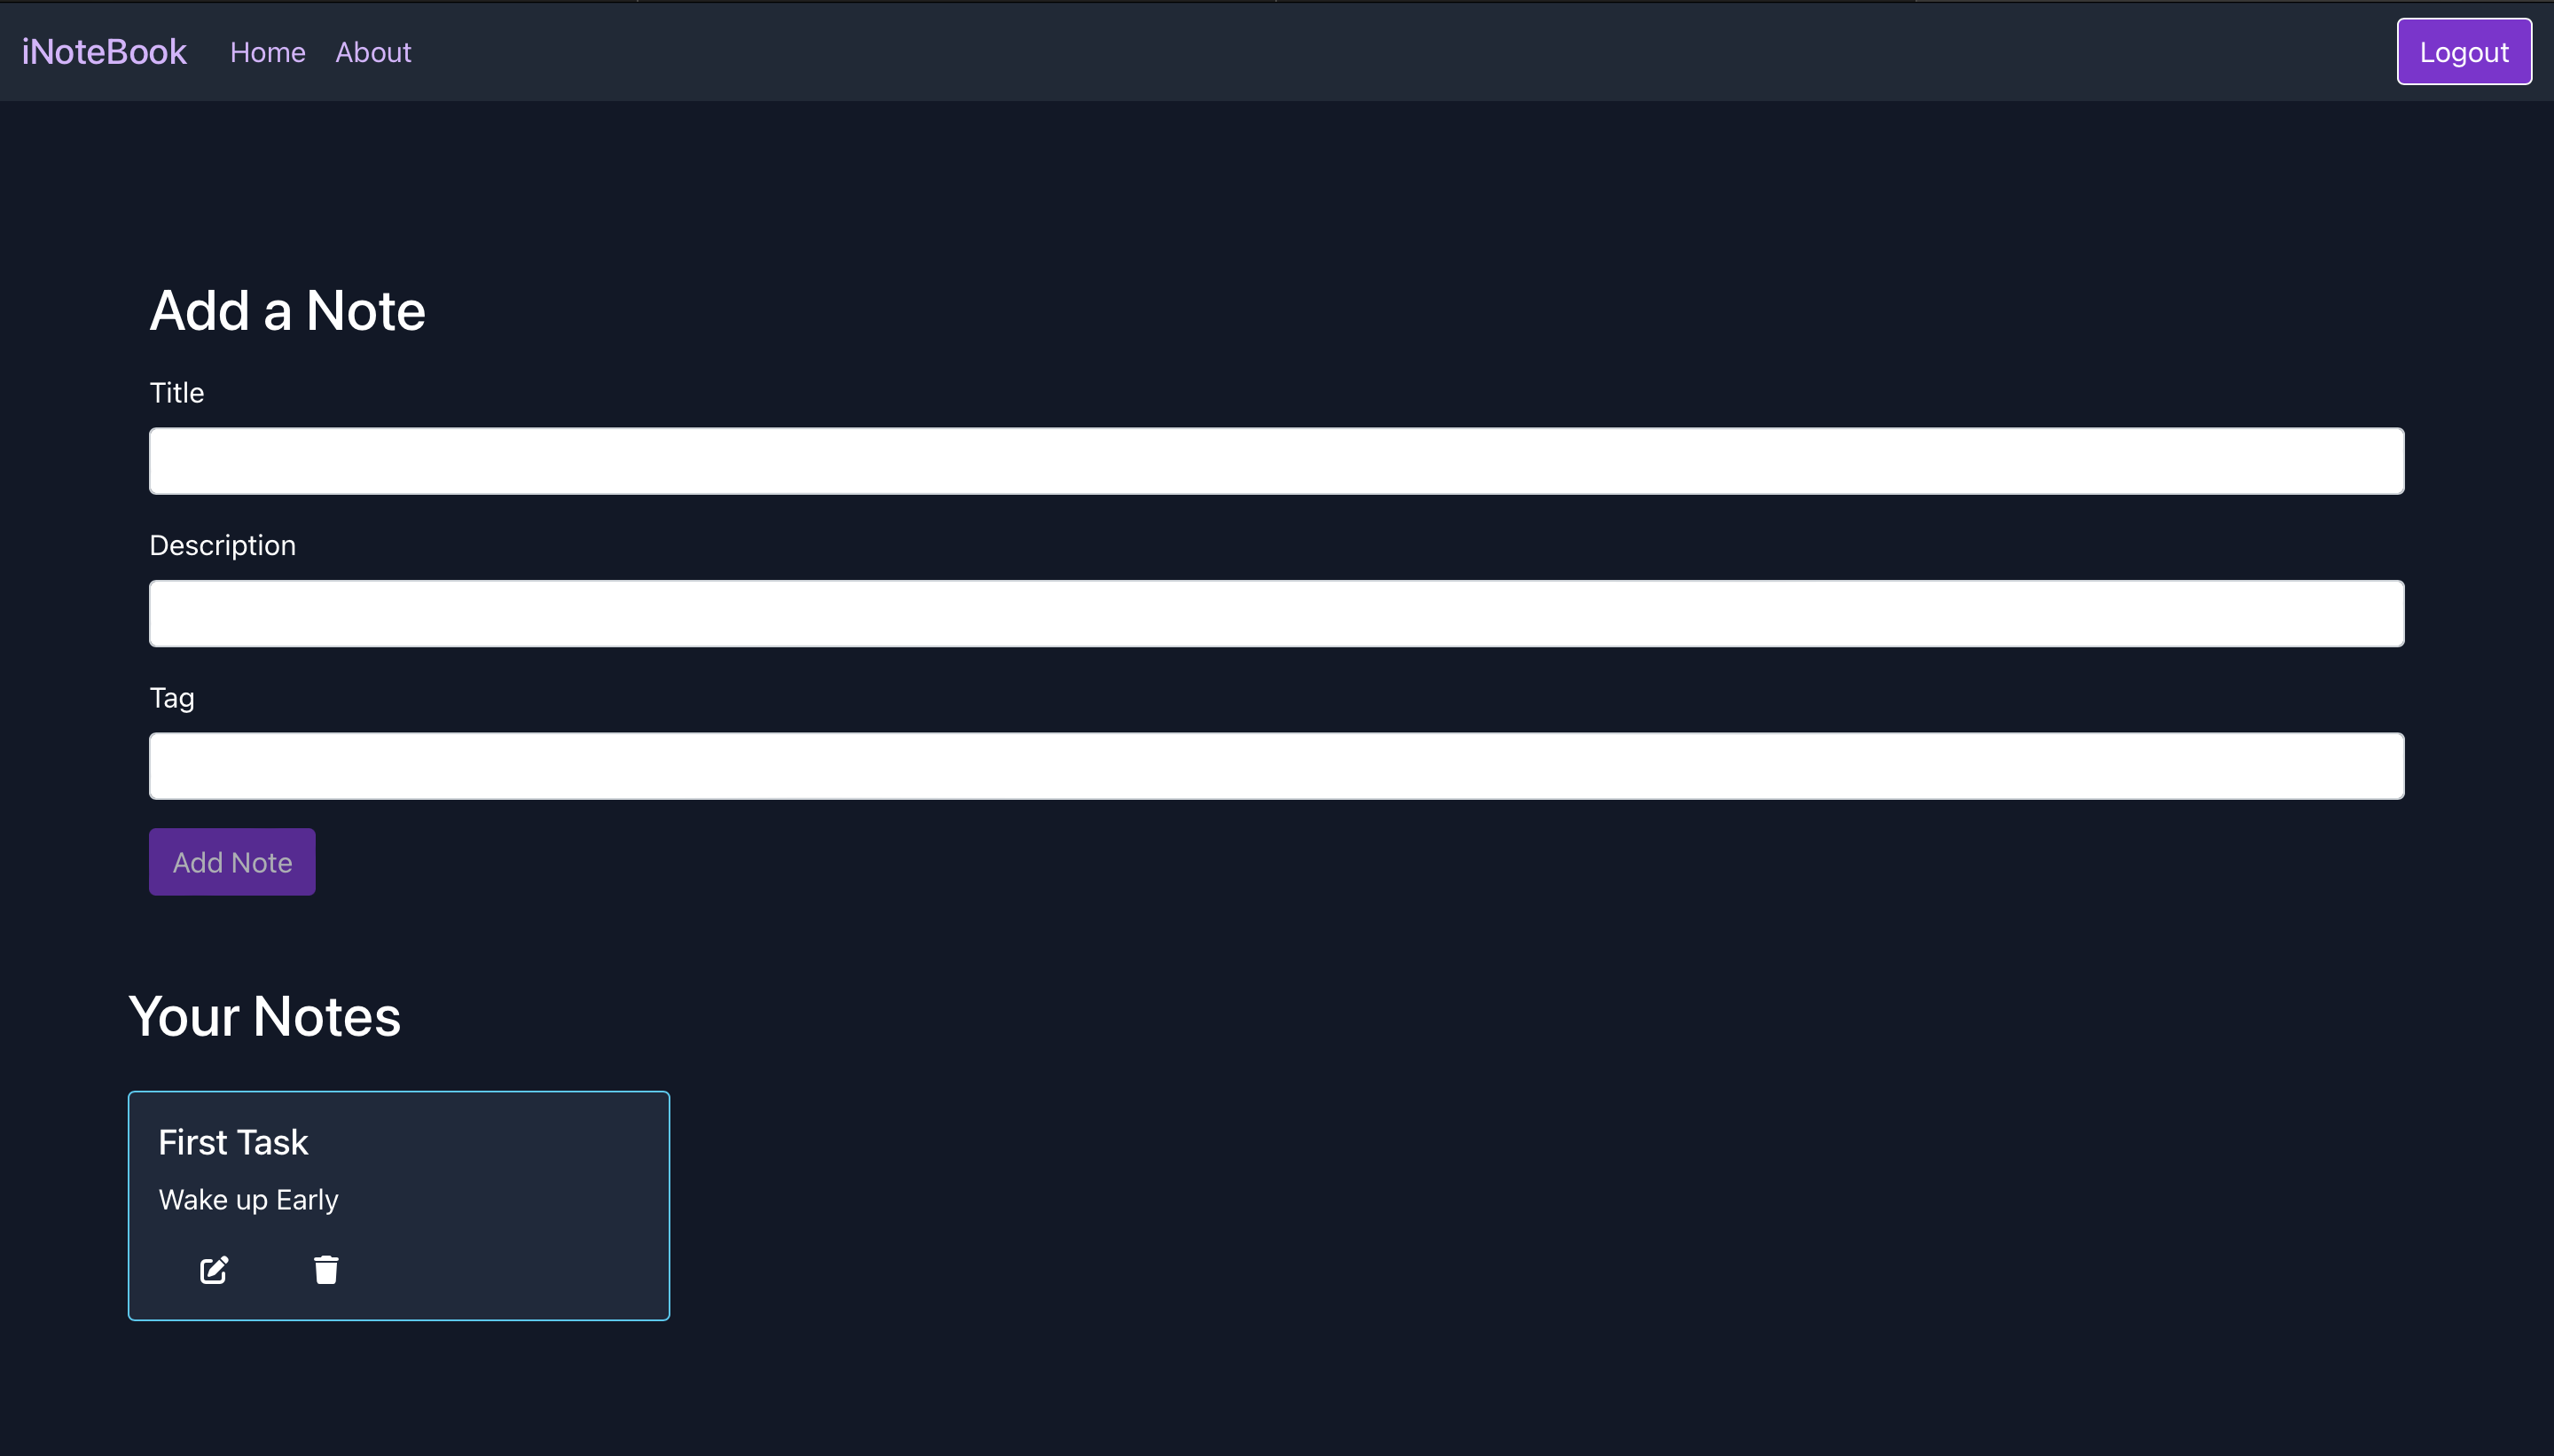 iNoteBook Home About Logout
Add a Note
Title
Description
Tag
Add Note
Your Notes
First Task
Wake up Early